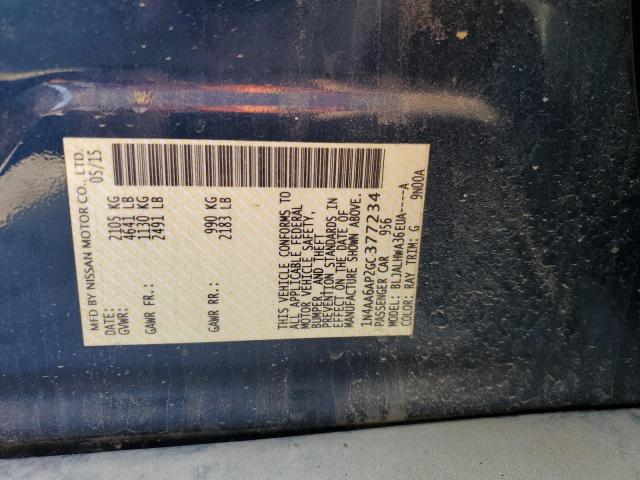 MFD BY NISSAN MOTOR CO., LTD.
DATE: 05/15
GVWR: 2105 KG
4641 LB
GAWR FR.: 1130 KG
2491 LB
GAWR RR.: 990 KG
2183 LB
THIS VEHICLE CONFORMS TO
ALL APPLICABLE FEDERAL
MOTOR VEHICLE SAFETY,
BUMPER, AND THEFT
PREVENTION STANDARDS IN
EFFECT ON THE DATE OF
MANUFACTURE SHOWN ABOVE.
1N4AA6AP2GC377234
PASSENGER CAR 956
MODEL: BLJALHWA36EUA-----A
COLOR: RAY TRIM: G 9N00A